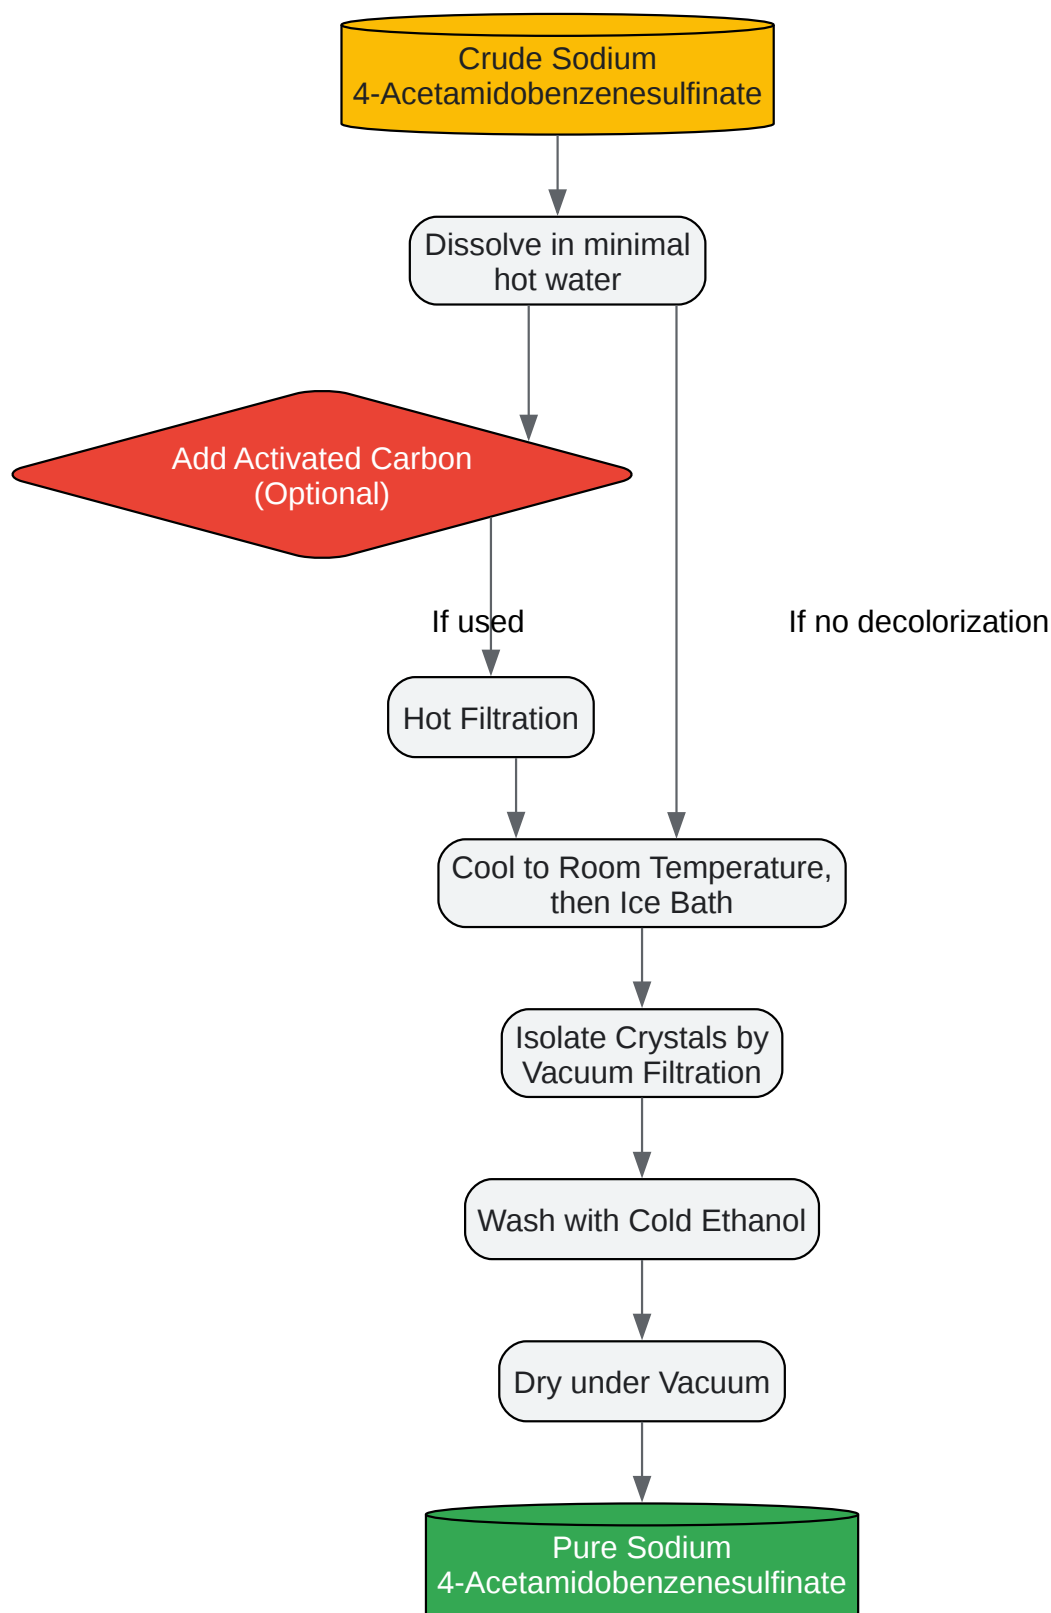 Crude Sodium
4-Acetamidobenzenesulfinate
Dissolve in minimal
hot water
Add Activated Carbon
(Optional)
If used
If no decolorization
Hot Filtration
Cool to Room Temperature,
then Ice Bath
Isolate Crystals by
Vacuum Filtration
Wash with Cold Ethanol
Dry under Vacuum
Pure Sodium
4-Acetamidobenzenesulfinate